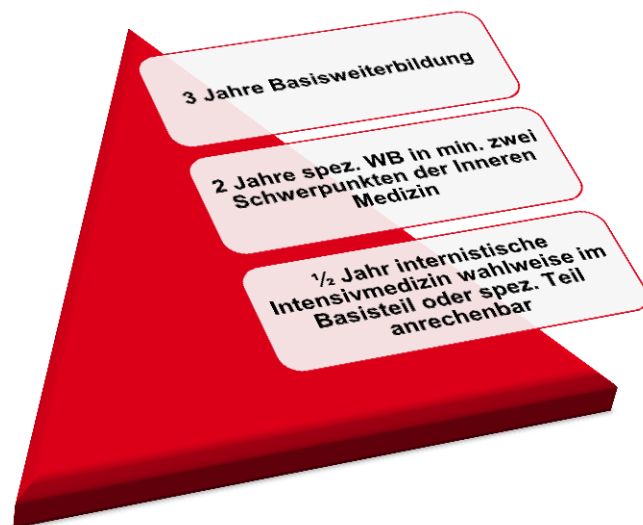 3 Jahre Basisweiterbildung
2 Jahre spez. WB in min. zwei
Schwerpunkten der Inneren
Medizin
½ Jahr internistische
Intensivmedizin wahlweise im
Basisteil oder spez. Teil
anrechenbar